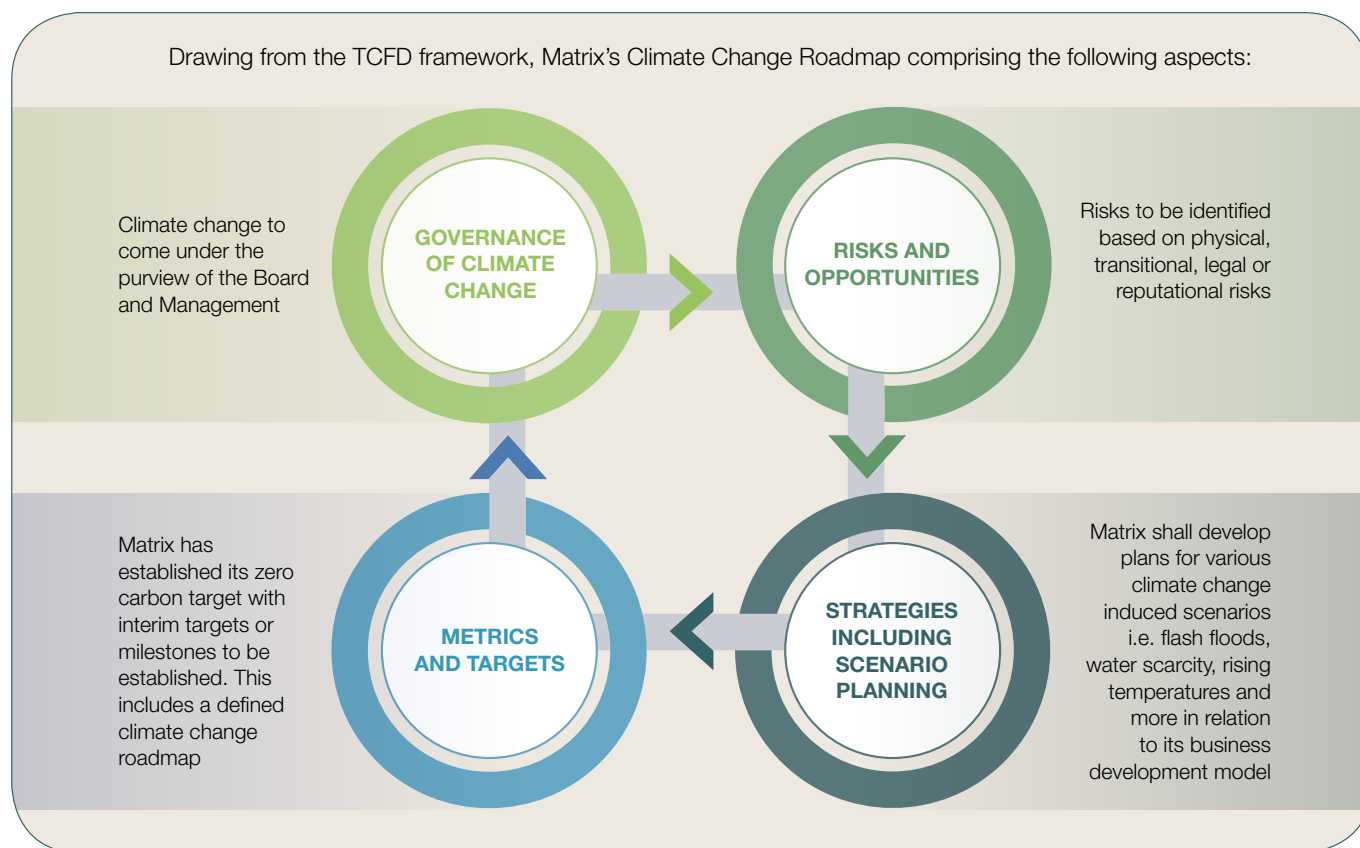 Drawing from the TCFD framework, Matrix's Climate Change Roadmap comprising the following aspects:
Climate change to
come under the
purview of the Board
and Management
GOVERNANCE
OF CLIMATE
CHANGE
RISKS AND
OPPORTUNITIES
Risks to be identified
based on physical,
transitional, legal or
reputational risks
Matrix has
established its zero
carbon target with
interim targets or
milestones to be
established. This
includes a defined
climate change
roadmap
METRICS
AND TARGETS
STRATEGIES
INCLUDING
SCENARIO
PLANNING
Matrix shall develop
plans for various
climate change
induced scenarios
i.e. flash floods,
water scarcity, rising
temperatures and
more in relation
to its business
development model